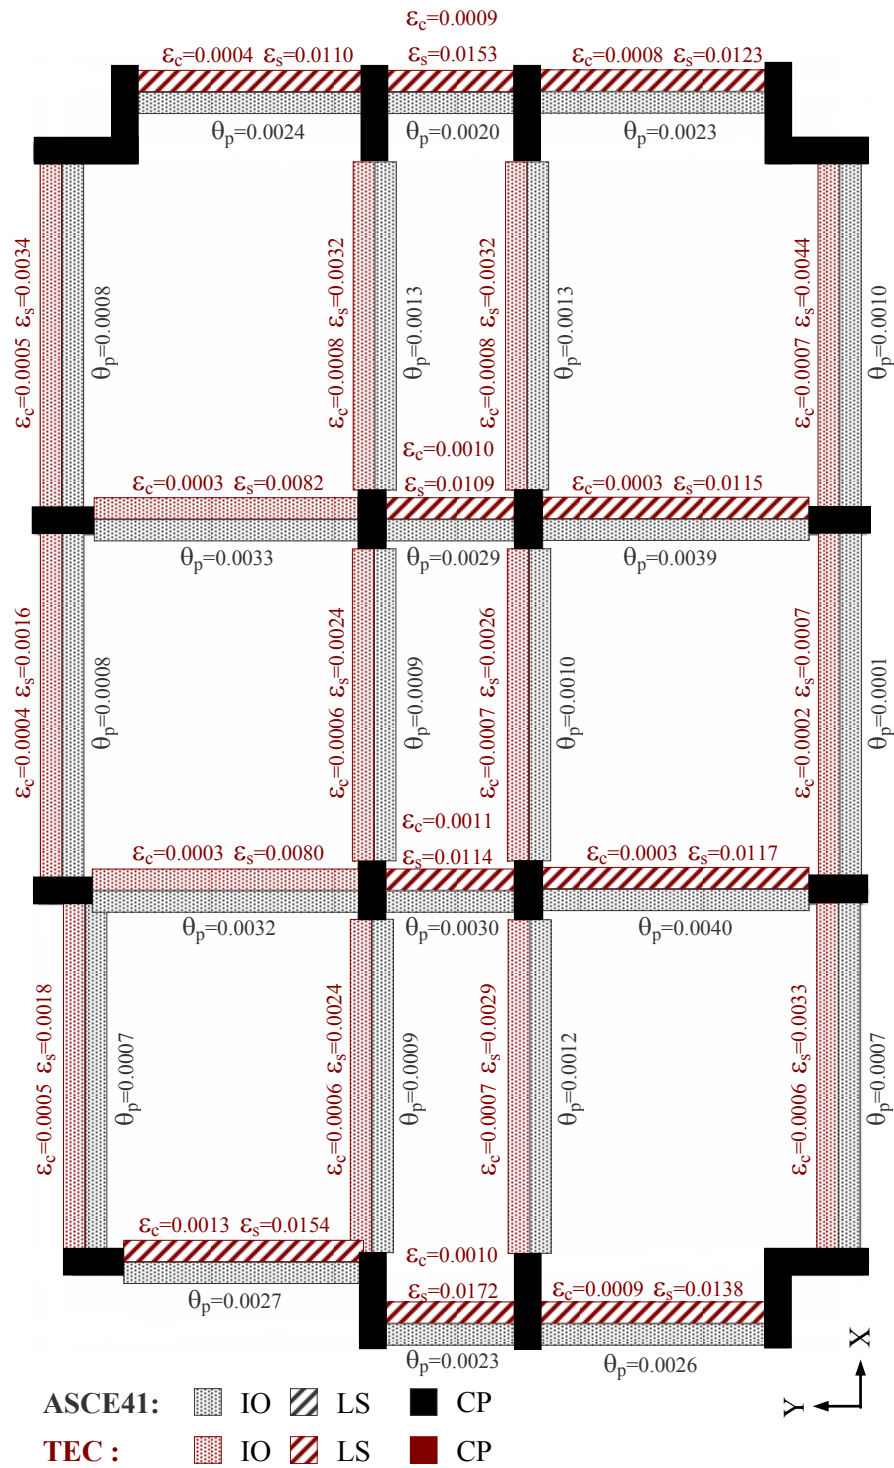 εc=0.0009
εc=0.0004 εs=0.0110
εs=0.0153
εc=0.0008 εs=0.0123
θp=0.0024
θp=0.0020
θp=0.0023
εc=0.0005 εs=0.0034
θp=0.0008
εc=0.0008 εs=0.0032
θp=0.0013
εc=0.0008 εs=0.0032
θp=0.0013
εc=0.0007 εs=0.0044
θp=0.0010
εc=0.0010
εc=0.0003 εs=0.0082
εs=0.0109
εc=0.0003 εs=0.0115
θp=0.0033
θp=0.0029
θp=0.0039
εc=0.0004 εs=0.0016
θp=0.0008
εc=0.0006 εs=0.0024
θp=0.0009
εc=0.0007 εs=0.0026
θp=0.0010
εc=0.0002 εs=0.0007
θp=0.0001
εc=0.0011
εc=0.0003 εs=0.0080
εs=0.0114
εc=0.0003 εs=0.0117
θp=0.0032
θp=0.0030
θp=0.0040
εc=0.0005 εs=0.0018
θp=0.0007
εc=0.0006 εs=0.0024
θp=0.0009
εc=0.0007 εs=0.0029
θp=0.0012
εc=0.0006 εs=0.0033
θp=0.0007
εc=0.0013 εs=0.0154
εc=0.0010
εs=0.0172
εc=0.0009 εs=0.0138
θp=0.0027
θp=0.0023
θp=0.0026
X
Y
ASCE41: IO LS CP
TEC : IO LS CP